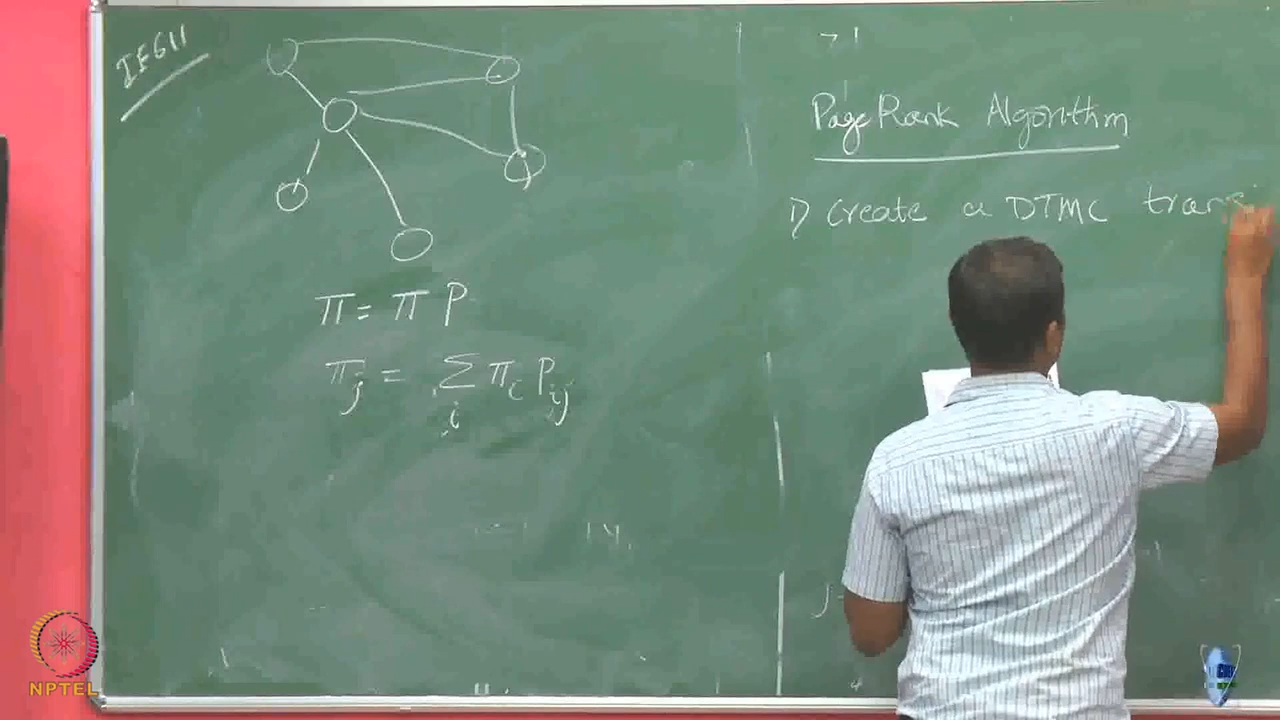 IE611
π = π P
πj = Σi πi Pij
PageRank Algorithm
1) Create a DTMC trans
NPTEL